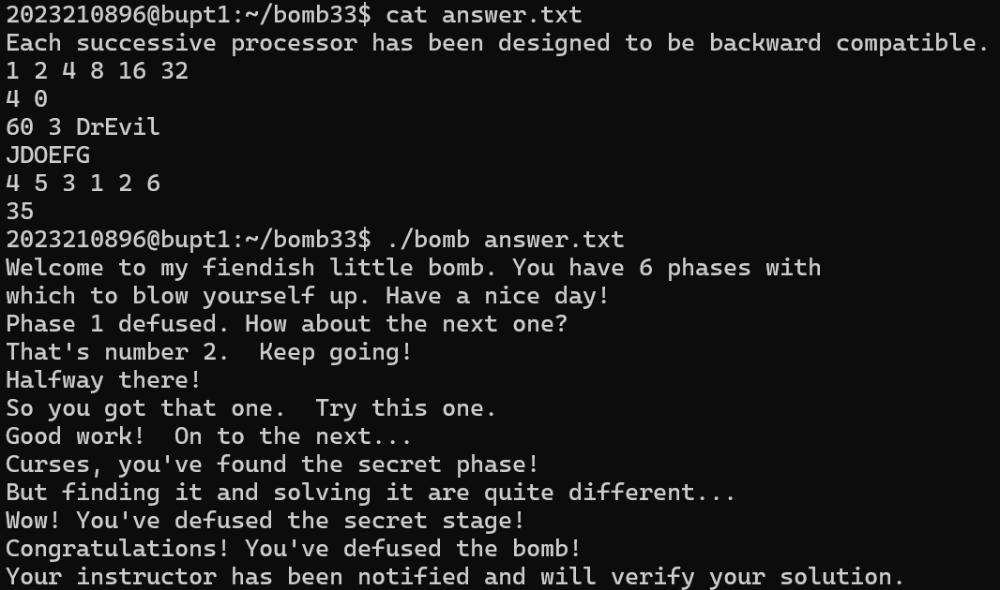 2023210896@bupt1:~/bomb33$ cat answer.txt
Each successive processor has been designed to be backward compatible.
1 2 4 8 16 32
4 0
60 3 DrEvil
JDOEFG
4 5 3 1 2 6
35
2023210896@bupt1:~/bomb33$ ./bomb answer.txt
Welcome to my fiendish little bomb. You have 6 phases with
which to blow yourself up. Have a nice day!
Phase 1 defused. How about the next one?
That's number 2.  Keep going!
Halfway there!
So you got that one.  Try this one.
Good work!  On to the next...
Curses, you've found the secret phase!
But finding it and solving it are quite different...
Wow! You've defused the secret stage!
Congratulations! You've defused the bomb!
Your instructor has been notified and will verify your solution.